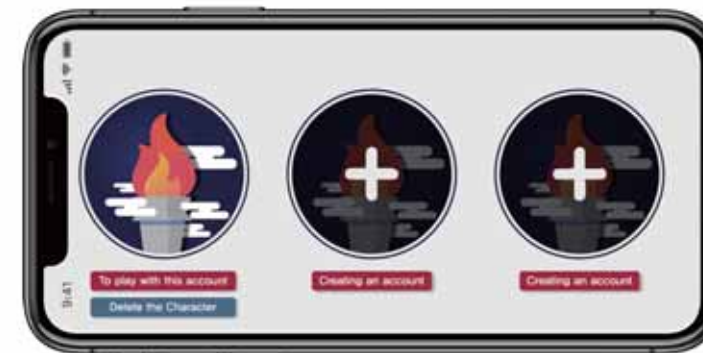 9:41
To play with this account
Delete the Character
Creating an account
Creating an account